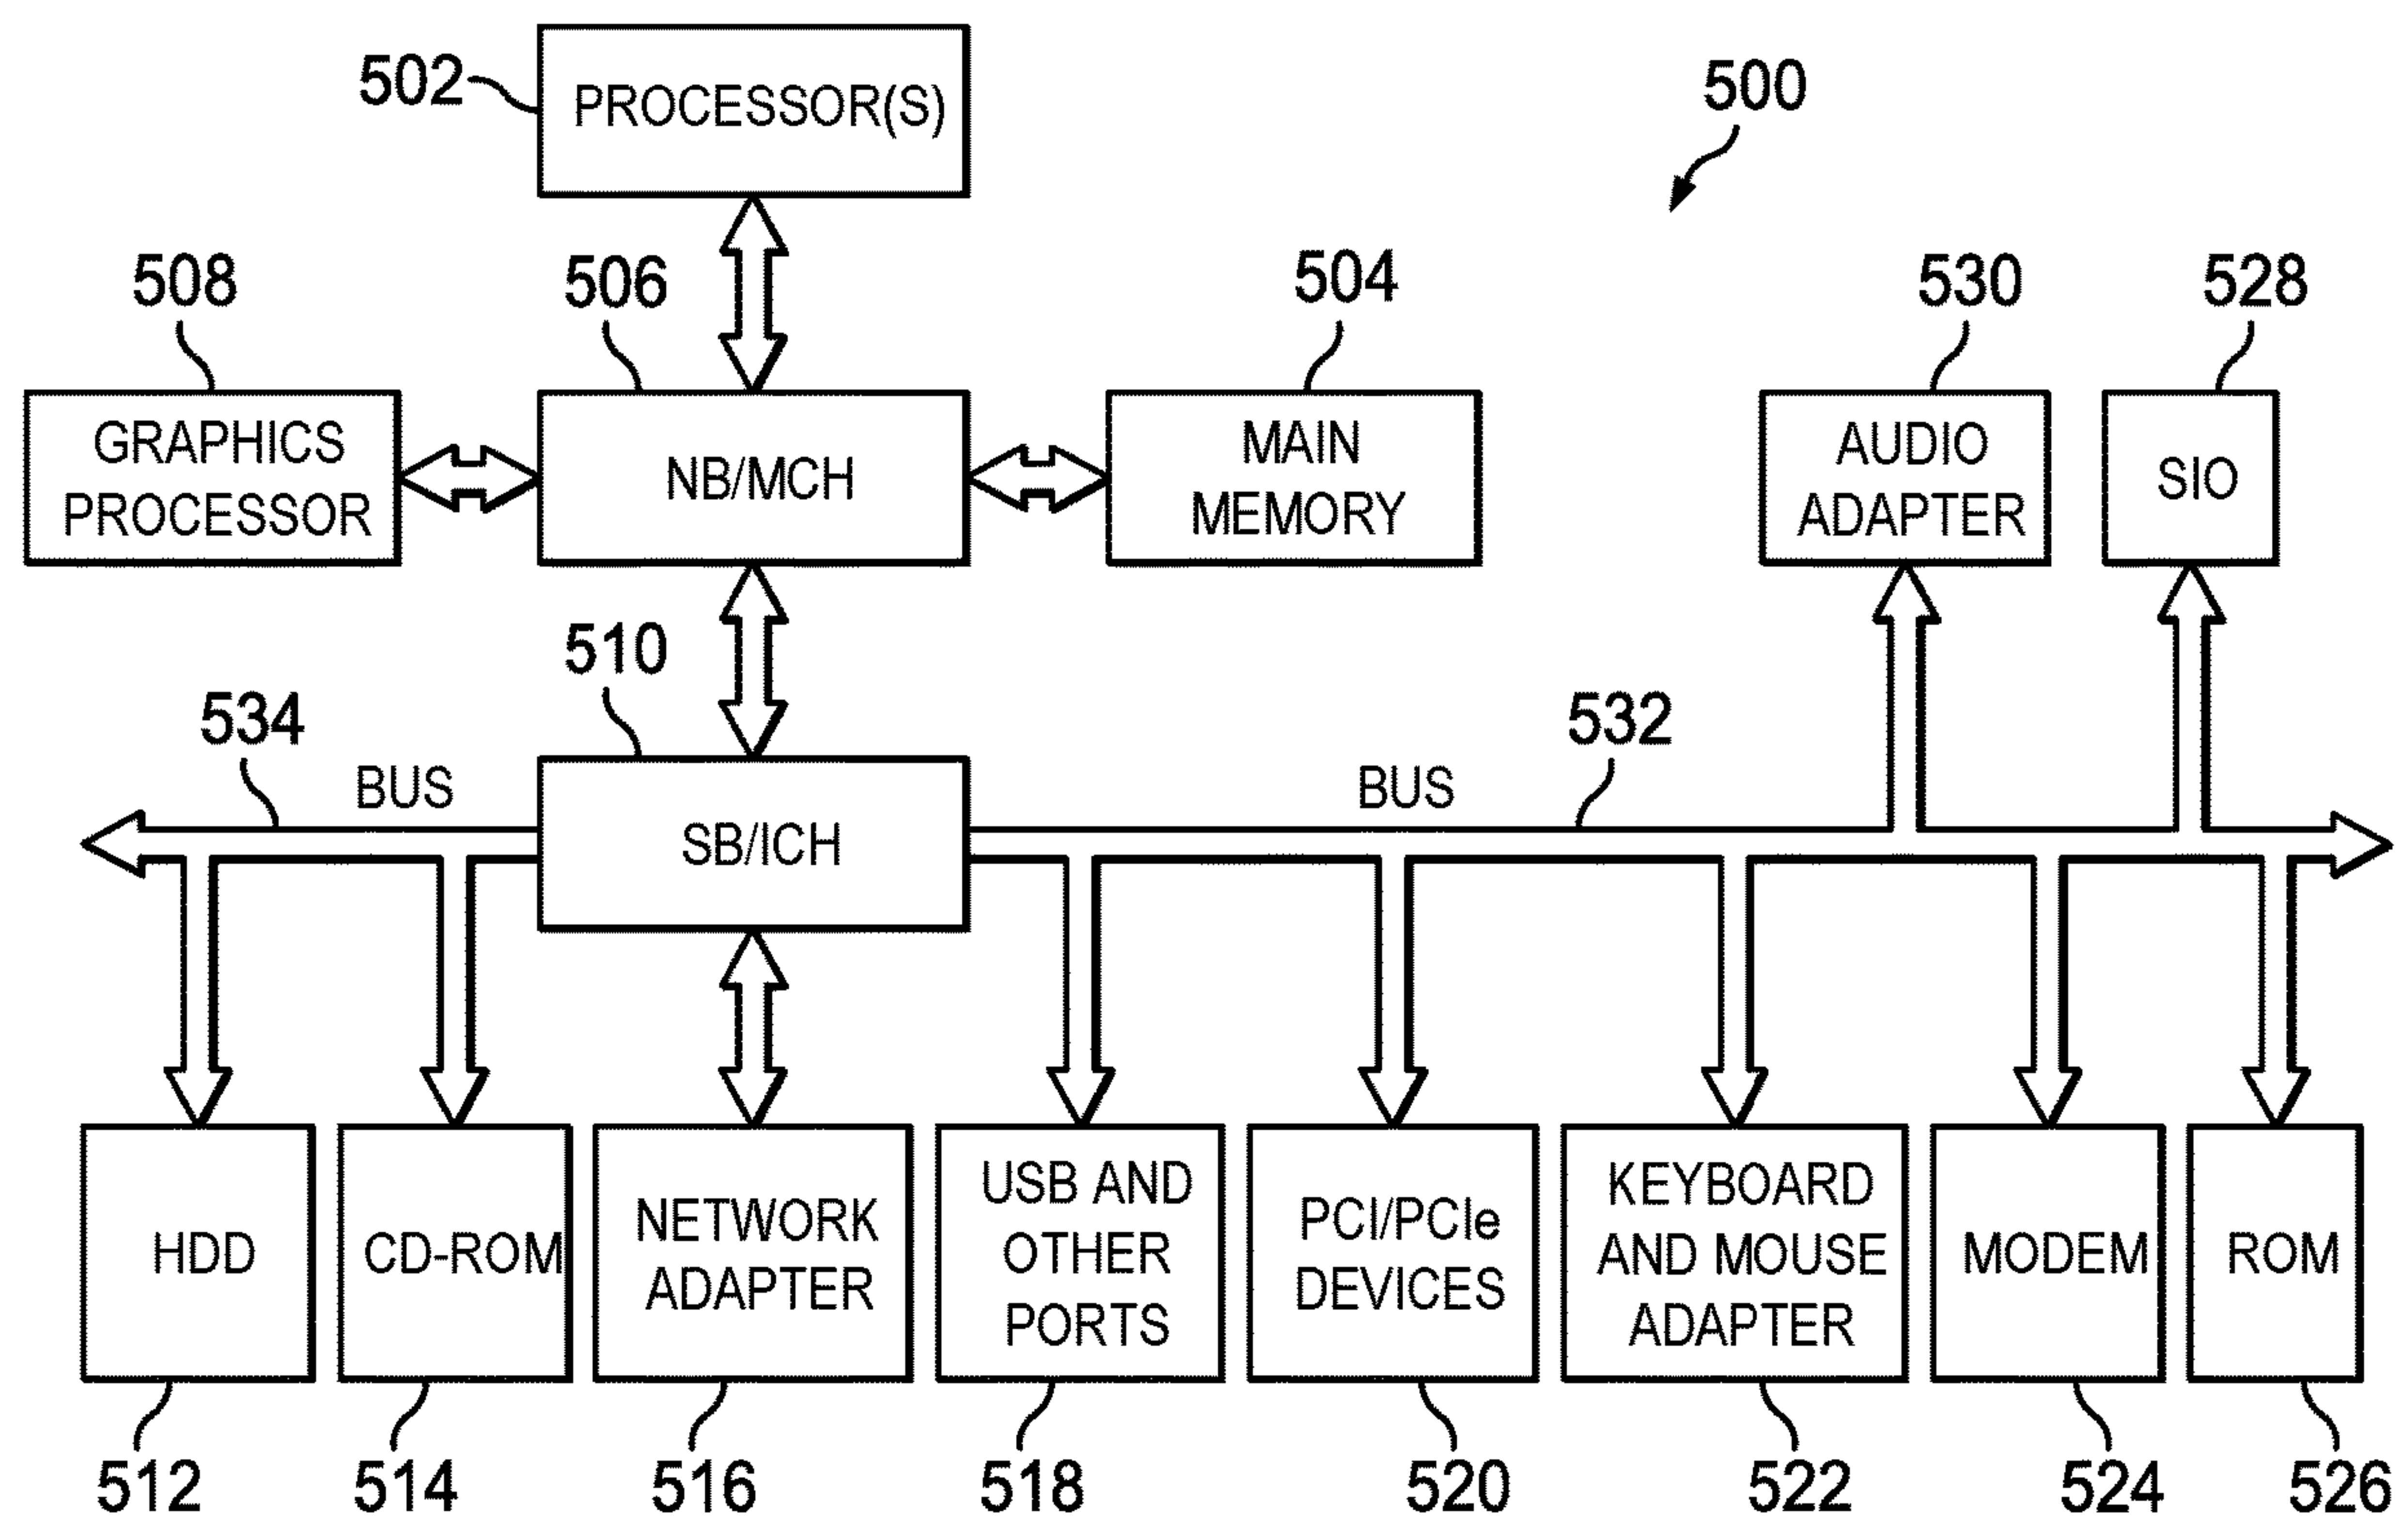 502
PROCESSOR(S)
500
508
506
504
530
528
GRAPHICS
PROCESSOR
NB/MCH
MAIN
MEMORY
AUDIO
ADAPTER
SIO
510
534
BUS
532
BUS
SB/ICH
HDD
CD-ROM
NETWORK
ADAPTER
USB AND
OTHER
PORTS
PCI/PCIe
DEVICES
KEYBOARD
AND MOUSE
ADAPTER
MODEM
ROM
512
514
516
518
520
522
524
526